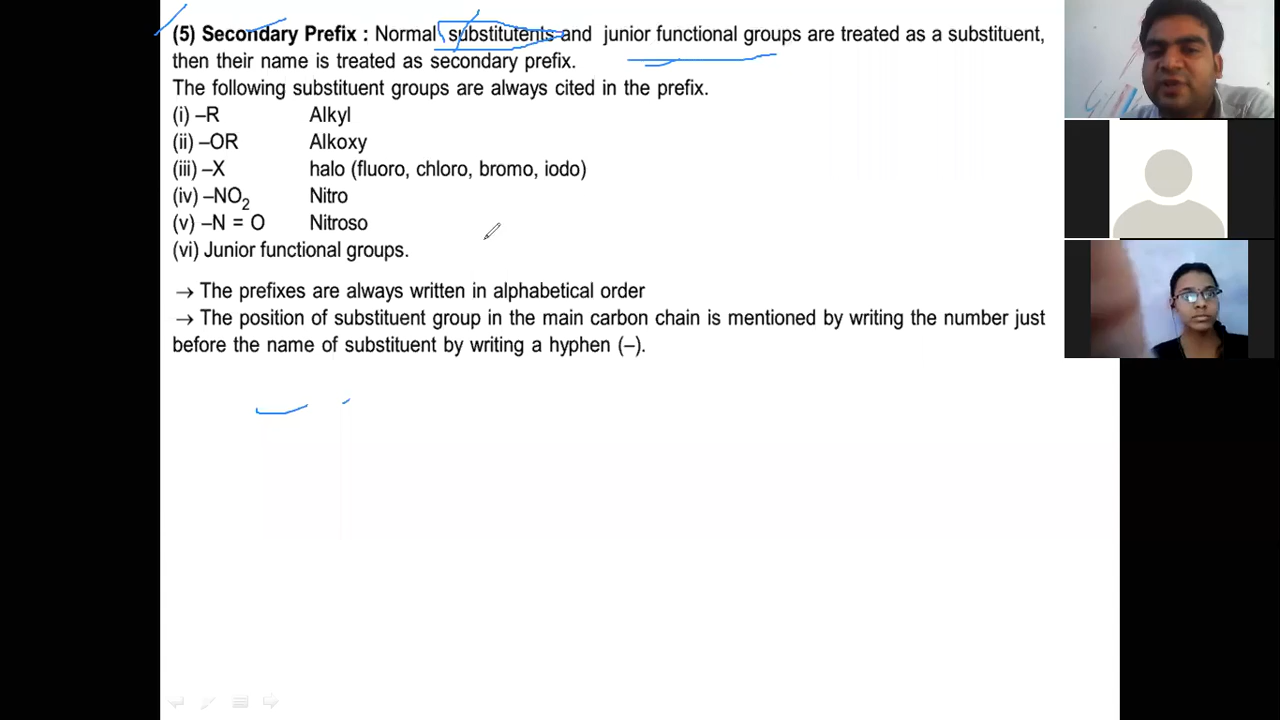 (5) Secondary Prefix : Normal substitutents and junior functional groups are treated as a substituent,
then their name is treated as secondary prefix.
The following substituent groups are always cited in the prefix.
(i) –R Alkyl
(ii) –OR Alkoxy
(iii) –X halo (fluoro, chloro, bromo, iodo)
(iv) –NO2 Nitro
(v) –N = O Nitroso
(vi) Junior functional groups.
→ The prefixes are always written in alphabetical order
→ The position of substituent group in the main carbon chain is mentioned by writing the number just
before the name of substituent by writing a hyphen (–).